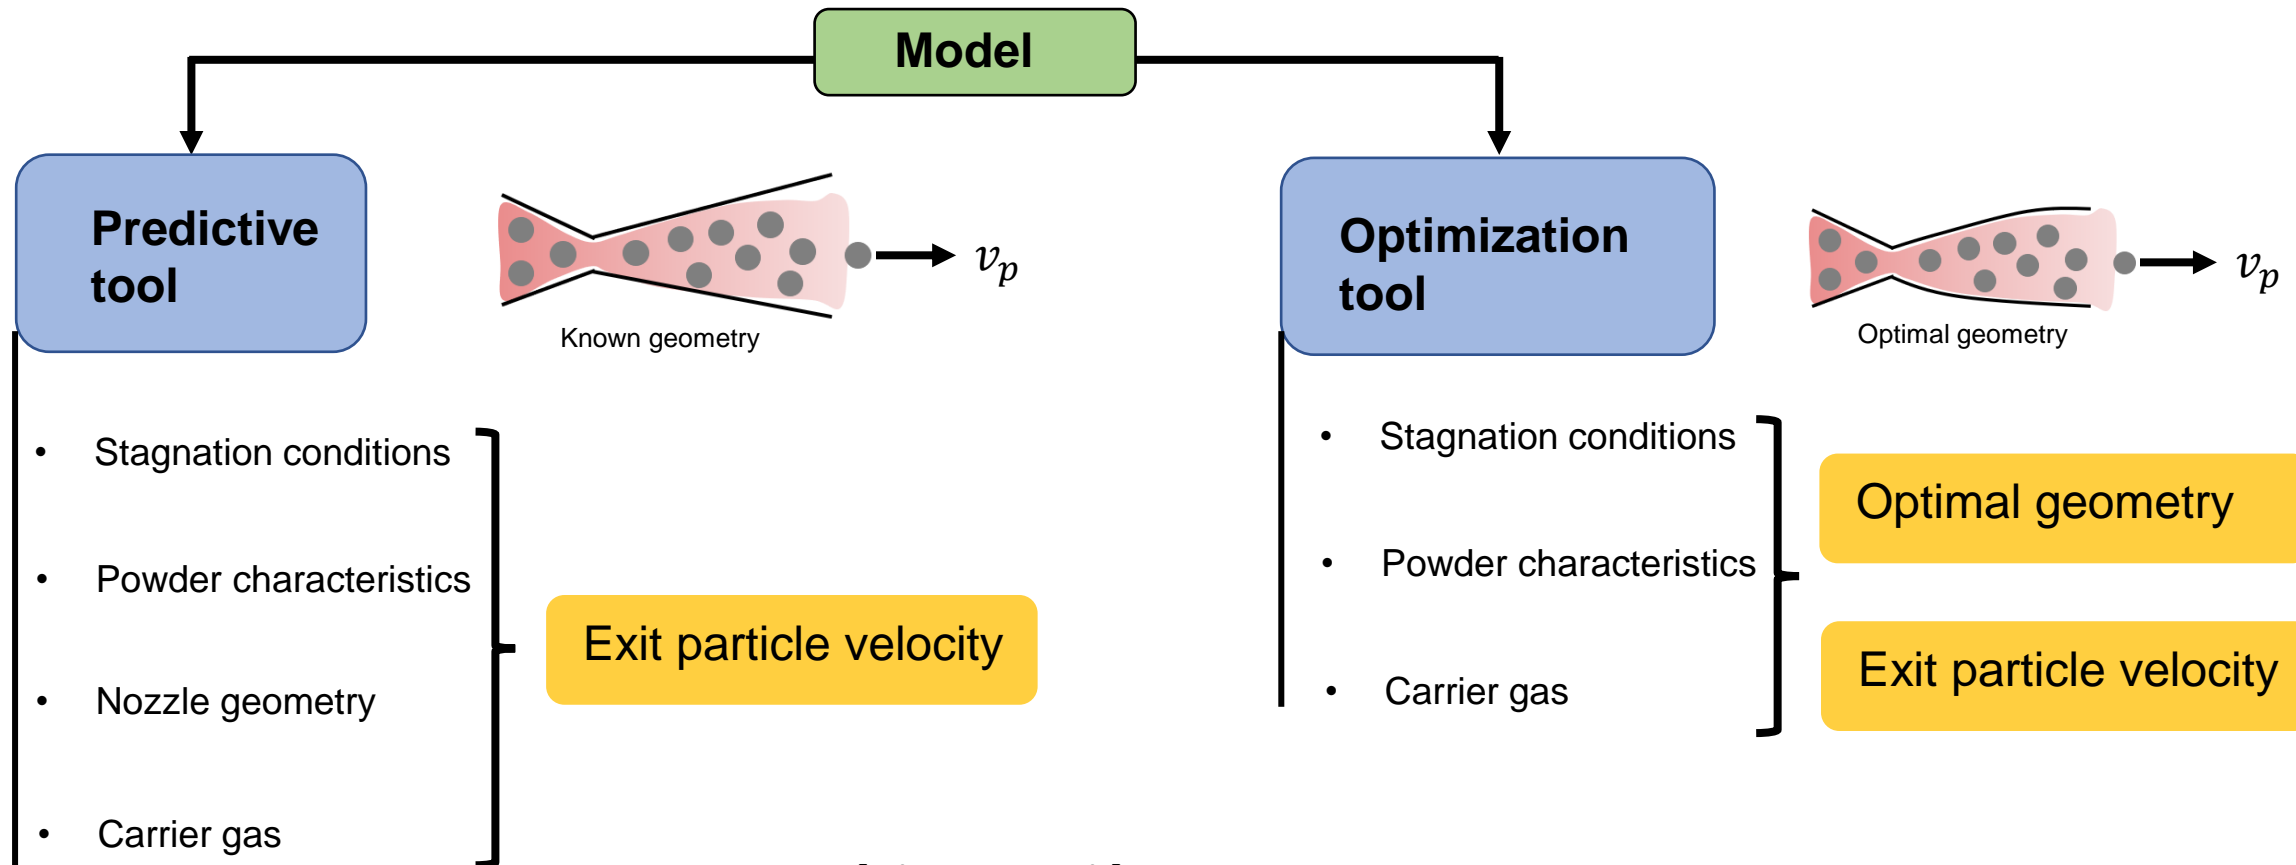 Model
Predictive
tool
v_p
Known geometry
• Stagnation conditions
• Powder characteristics
• Nozzle geometry
• Carrier gas
Exit particle velocity
Optimization
tool
v_p
Optimal geometry
• Stagnation conditions
• Powder characteristics
• Carrier gas
Optimal geometry
Exit particle velocity